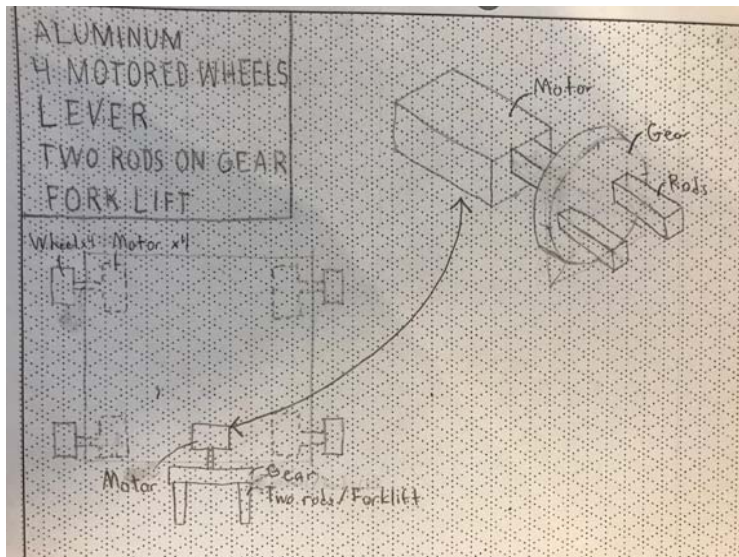 ALUMINUM
4 MOTORED WHEELS
LEVER
TWO RODS ON GEAR
FORK LIFT
Motor
Gear
Rods
Wheels4 Motor x4
Motor
Gear
Two rods/Forklift